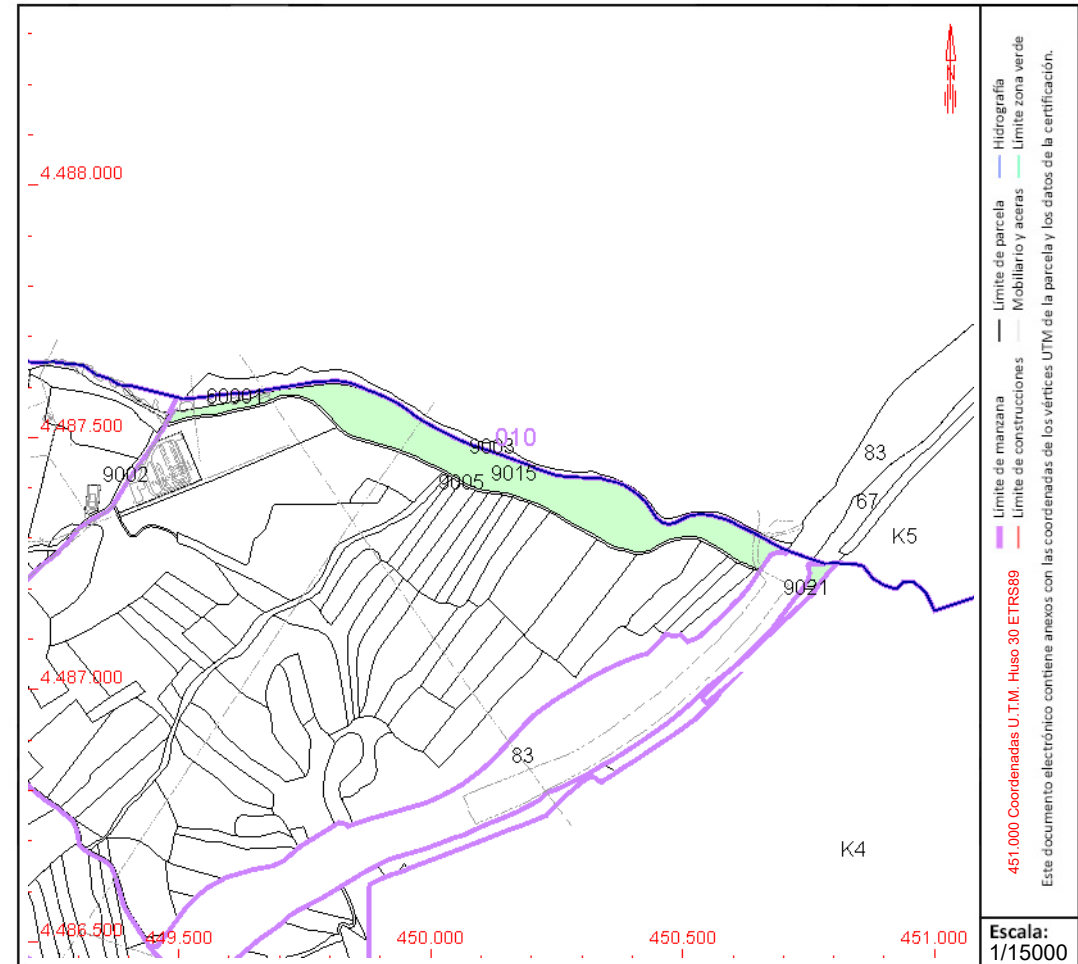 N
4.488.000
60001
4.487.500
010
9003
9002
9005
9015
83
67
K5
9021
4.487.000
83
K4
4.486.500
449.500
450.000
450.500
451.000
Límite de manzana
Límite de parcela
Hidrografía
Límite de construcciones
Mobiliario y aceras
Límite zona verde
451.000 Coordenadas U.T.M. Huso 30 ETRS89
Este documento electrónico contiene anexos con las coordenadas de los vértices UTM de la parcela y los datos de la certificación.
Escala:
1/15000